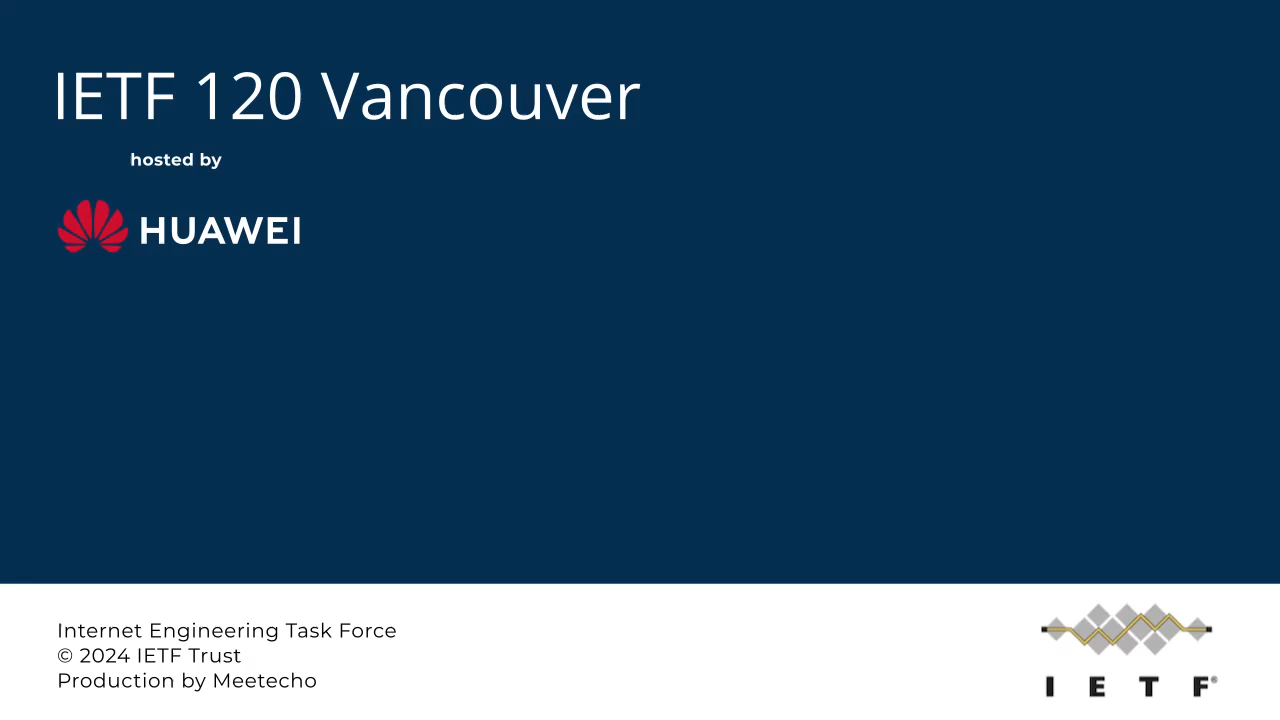 IETF 120 Vancouver
hosted by
HUAWEI
Internet Engineering Task Force
© 2024 IETF Trust
Production by Meetecho
I E T F®